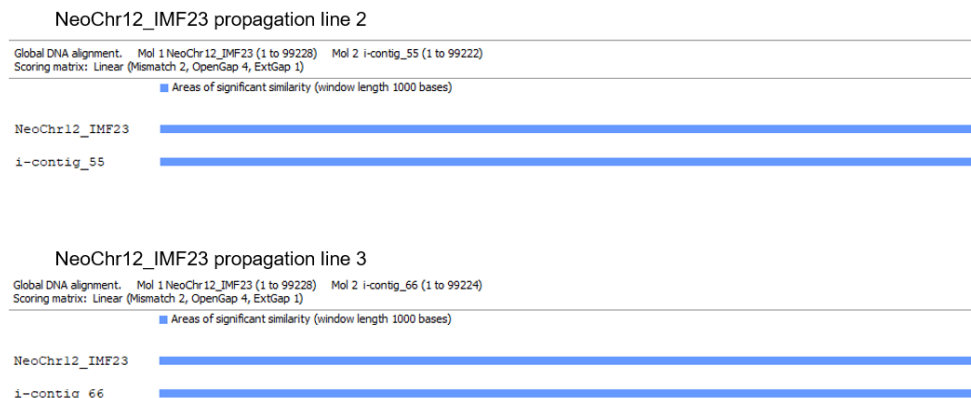 NeoChr12_IMF23 propagation line 2
Global DNA alignment. Mol 1 NeoChr12_IMF23 (1 to 99228) Mol 2 i-contig_55 (1 to 99222)
Scoring matrix: Linear (Mismatch 2, OpenGap 4, ExtGap 1)
Areas of significant similarity (window length 1000 bases)
NeoChr12_IMF23
i-contig_55
NeoChr12_IMF23 propagation line 3
Global DNA alignment. Mol 1 NeoChr12_IMF23 (1 to 99228) Mol 2 i-contig_66 (1 to 99224)
Scoring matrix: Linear (Mismatch 2, OpenGap 4, ExtGap 1)
Areas of significant similarity (window length 1000 bases)
NeoChr12_IMF23
i-contig_66